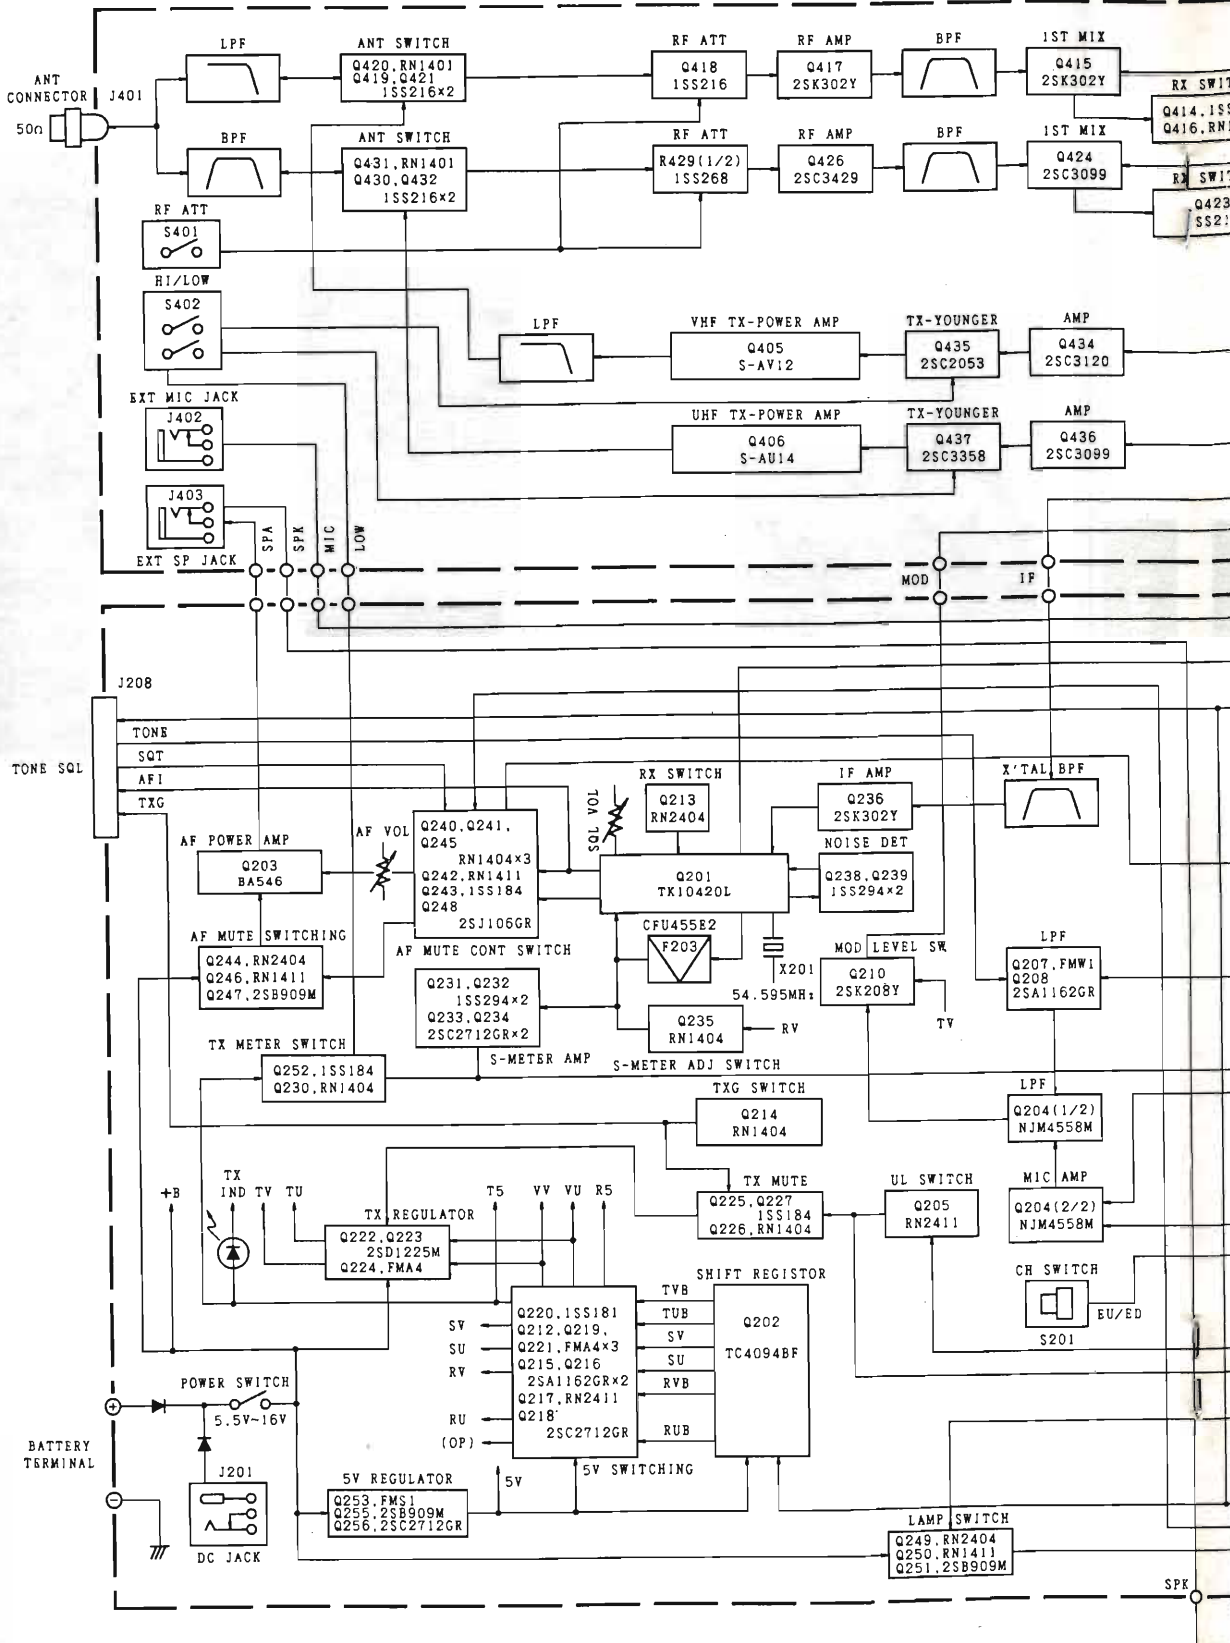 LPF
ANT SWITCH
Q420,RN1401
Q419,Q421
1SS216×2
RF ATT
Q418
1SS216
RF AMP
Q417
2SK302Y
BPF
1ST MIX
Q415
2SK302Y
RX SWIT
Q414,1SS
Q416,RN1
ANT
CONNECTOR
J401
50Ω
BPF
ANT SWITCH
Q431,RN1401
Q430,Q432
1SS216×2
RF ATT
R429(1/2)
1SS268
RF AMP
Q426
2SC3429
BPF
1ST MIX
Q424
2SC3099
RX SWIT
Q423
SS21
RF ATT
S401
HI/LOW
S402
LPF
VHF TX-POWER AMP
Q405
S-AV12
TX-YOUNGER
Q435
2SC2053
AMP
Q434
2SC3120
EXT MIC JACK
J402
UHF TX-POWER AMP
Q406
S-AU14
TX-YOUNGER
Q437
2SC3358
AMP
Q436
2SC3099
J403
EXT SP JACK
SPA
SPK
MIC
LOW
MOD
IF
J208
TONE SQL
TONE
SQT
AFI
TXG
AF POWER AMP
Q203
BA546
AF VOL
Q240,Q241,
Q245
RN1404×3
Q242,RN1411
Q243,1SS184
Q248
2SJ106GR
AF MUTE CONT SWITCH
SQL VOL
RX SWITCH
Q213
RN2404
Q201
TK10420L
IF AMP
Q236
2SK302Y
X'TAL BPF
NOISE DET
Q238,Q239
1SS294×2
AF MUTE SWITCHING
Q244,RN2404
Q246,RN1411
Q247,2SB909M
Q231,Q232
1SS294×2
Q233,Q234
2SC2712GR×2
S-METER AMP
CFU455E2
F203
X201
54.595MHz
MOD LEVEL SW
Q210
2SK208Y
TV
LPF
Q207,FMW1
Q208
2SA1162GR
Q235
RN1404
RV
S-METER ADJ SWITCH
TX METER SWITCH
Q252,1SS184
Q230,RN1404
TXG SWITCH
Q214
RN1404
LPF
Q204(1/2)
NJM4558M
+B
TX
IND
TV
TU
TX REGULATOR
Q222,Q223
2SD1225M
Q224,FMA4
T5
VV
VU
R5
TX MUTE
Q225,Q227
1SS184
Q226,RN1404
UL SWITCH
Q205
RN2411
MIC AMP
Q204(2/2)
NJM4558M
CH SWITCH
EU/ED
S201
SV
SU
RV
RU
(OP)
Q220,1SS181
Q212,Q219,
Q221,FMA4×3
Q215,Q216
2SA1162GR×2
Q217,RN2411
Q218
2SC2712GR
5V SWITCHING
TVB
TUB
SV
SU
RVB
RUB
SHIFT REGISTOR
Q202
TC4094BF
POWER SWITCH
5.5V~16V
BATTERY
TERMINAL
J201
DC JACK
5V REGULATOR
Q253,FMS1
Q255,2SB909M
Q256,2SC2712GR
5V
LAMP SWITCH
Q249,RN2404
Q250,RN1411
Q251,2SB909M
SPK